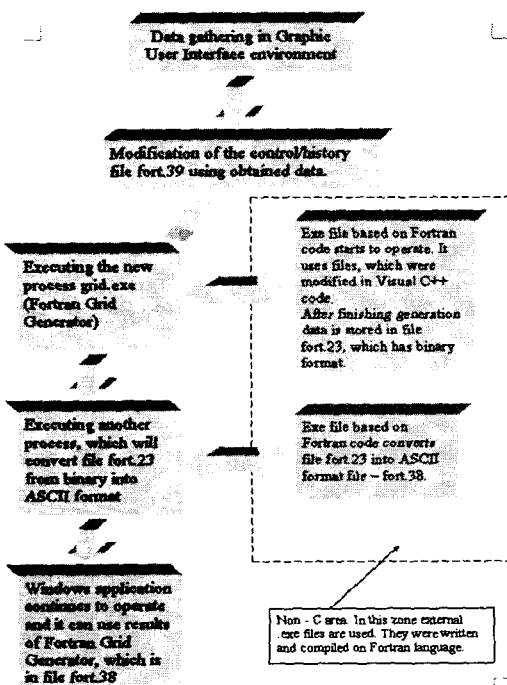 Data gathering in Graphic
User Interface environment
Modification of the control/history
file fort.39 using obtained data.
Executing the new
process grid.exe
(Fortran Grid
Generator)
Exe file based on Fortran
code starts to operate. It
uses files, which were
modified in Visual C++
code.
After finishing generation
data is stored in file
fort.23, which has binary
format.
Executing another
process, which will
convert file fort.23
from binary into
ASCII format
Exe file based on
Fortran code converts
file fort.23 into ASCII
format file – fort.38.
Windows application
continues to operate
and it can use results
of Fortran Grid
Generator, which is
in file fort.38
Non - C area. In this zone external
.exe files are used. They were written
and compiled on Fortran language.